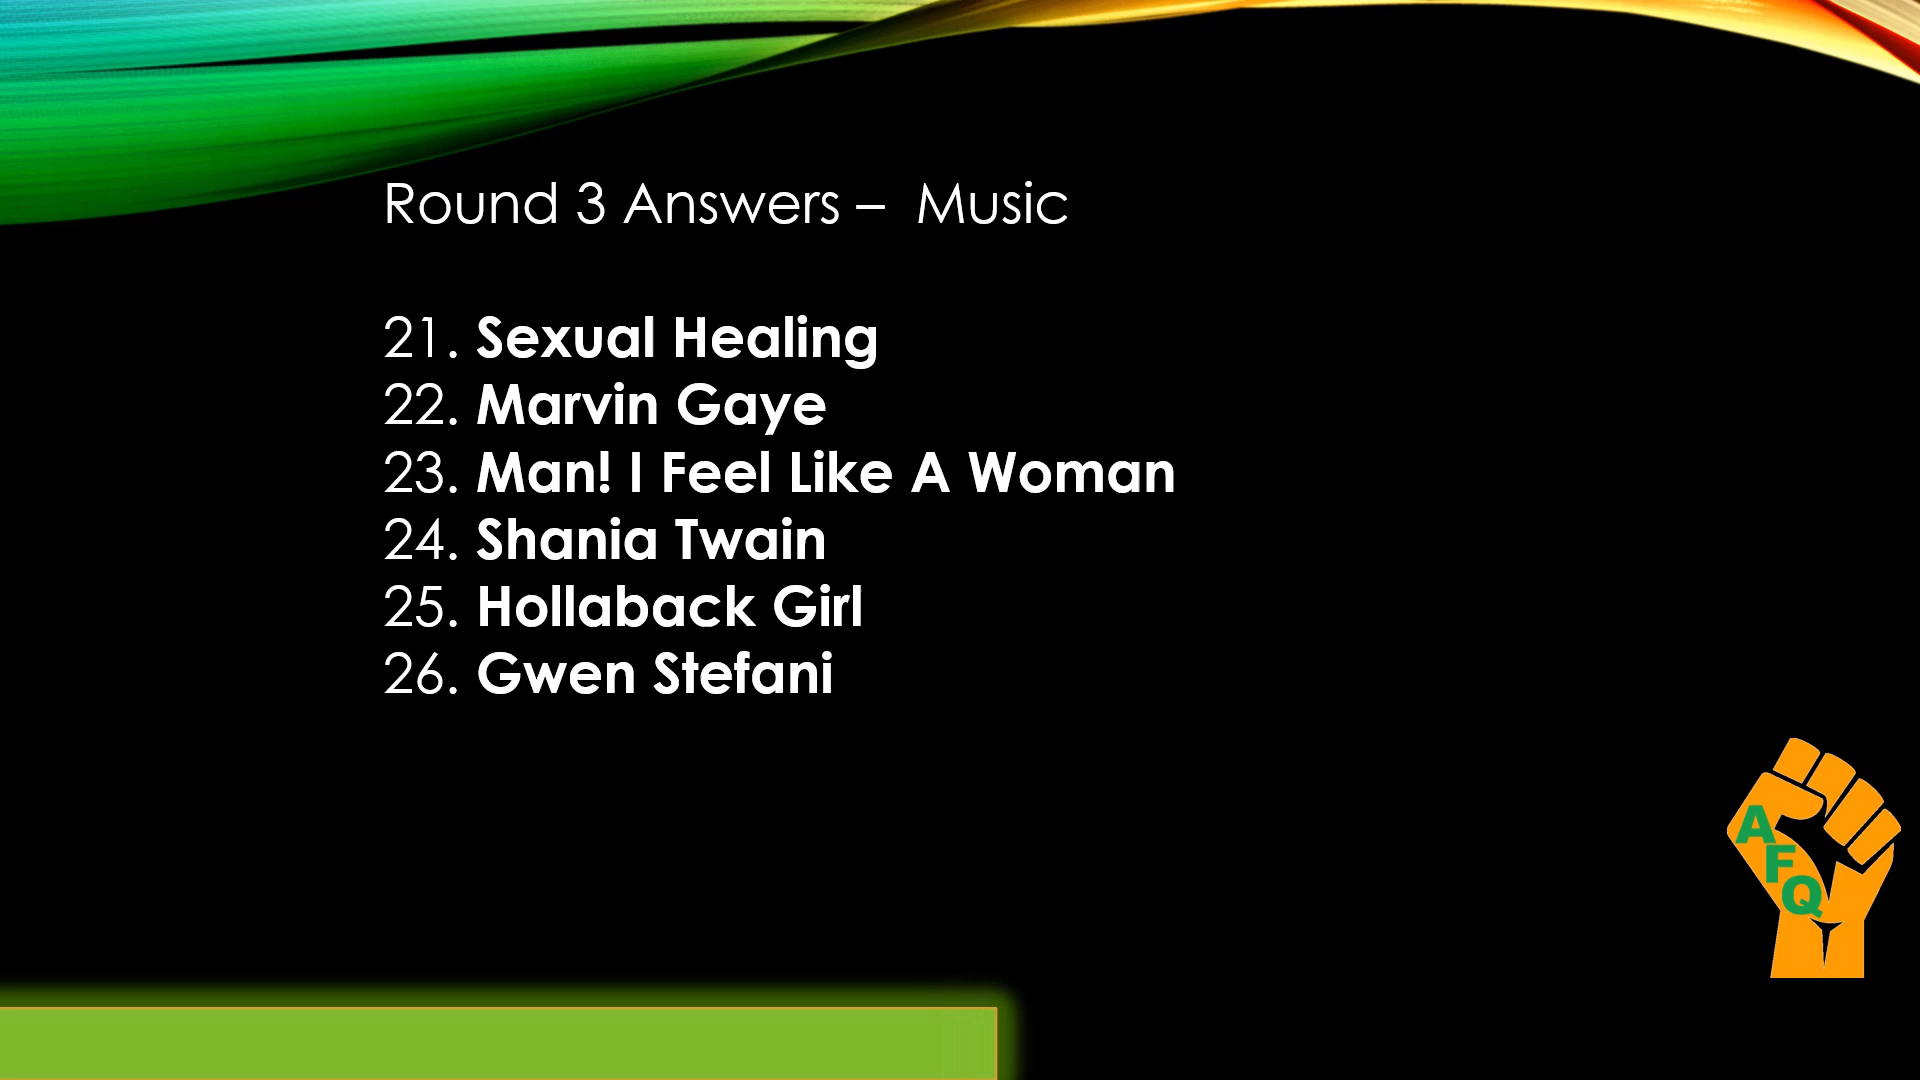 Round 3 Answers –  Music
21. Sexual Healing
22. Marvin Gaye
23. Man! I Feel Like A Woman
24. Shania Twain
25. Hollaback Girl
26. Gwen Stefani
A
F
Q